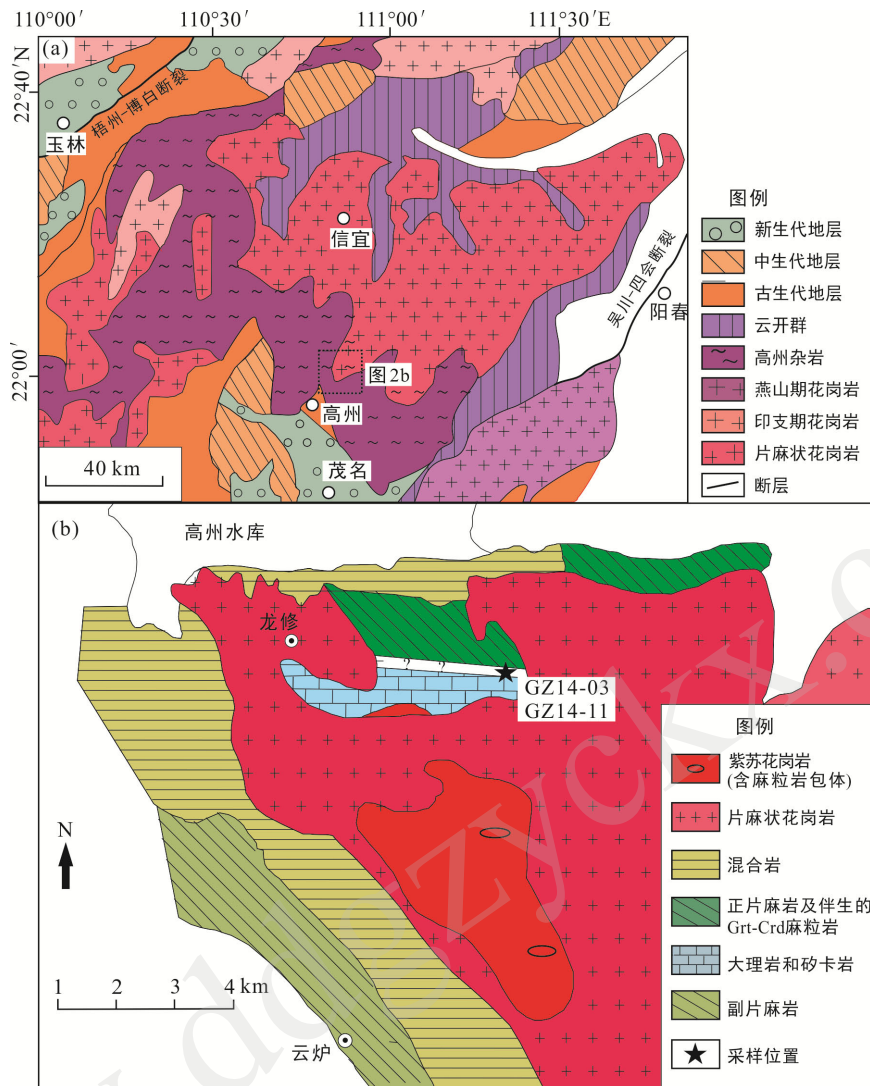 110°00′ 110°30′ 111°00′ 111°30′E
(a)
22°40′N
玉林
梧州-博白断裂
信宜
吴川-四会断裂
阳春
22°00′
图2b
高州
茂名
40 km
图例
新生代地层
中生代地层
古生代地层
云开群
高州杂岩
燕山期花岗岩
印支期花岗岩
片麻状花岗岩
断层
(b)
高州水库
龙修
? ?
GZ14-03
GZ14-11
N
1 2 3 4 km
云炉
图例
紫苏花岗岩
(含麻粒岩包体)
片麻状花岗岩
混合岩
正片麻岩及伴生的
Grt-Crd麻粒岩
大理岩和矽卡岩
副片麻岩
采样位置